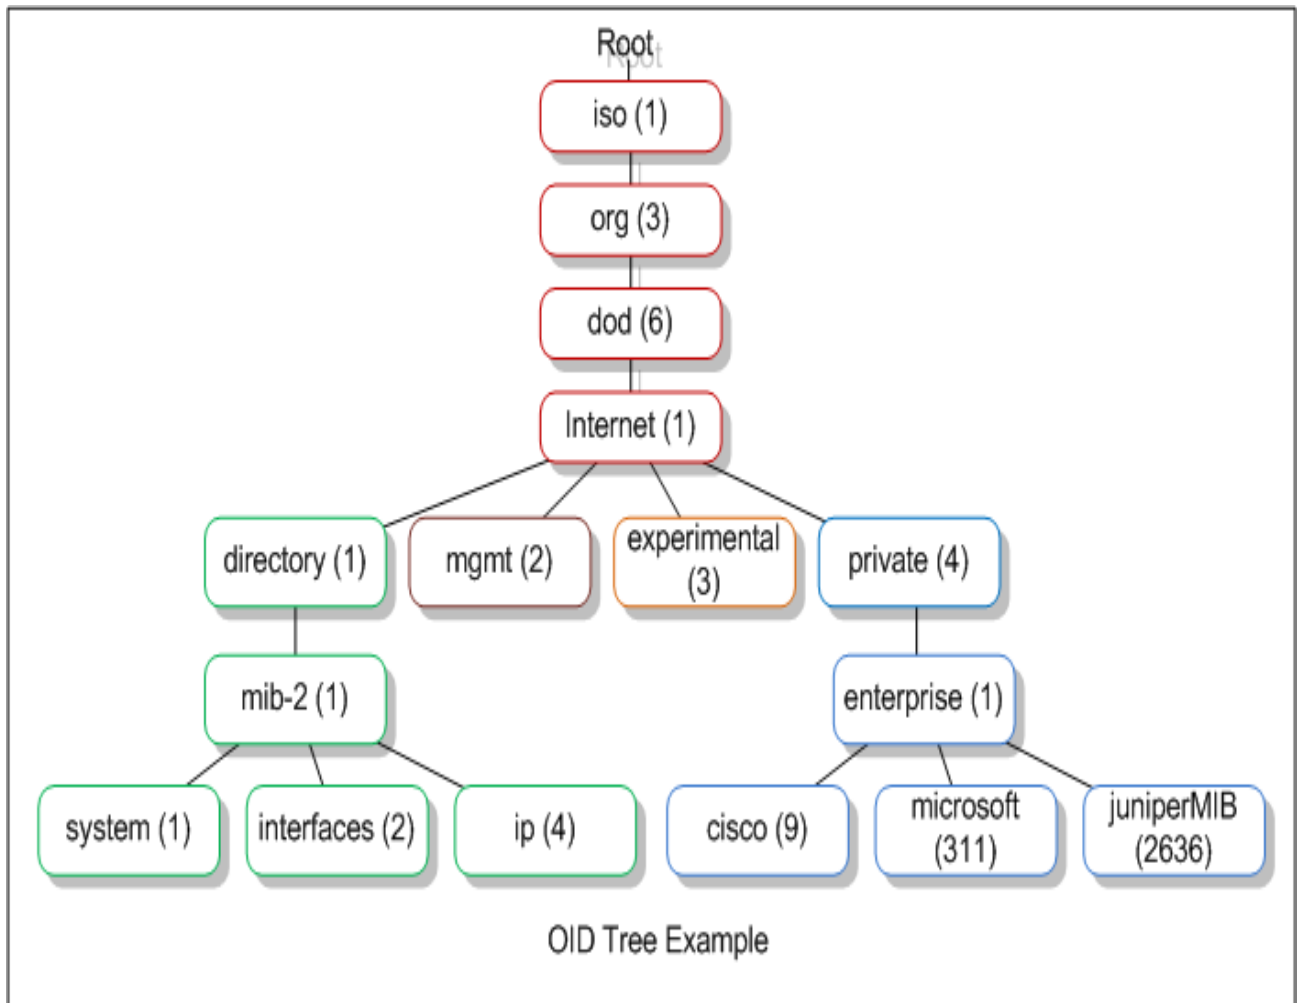 Root
iso (1)
org (3)
dod (6)
Internet (1)
directory (1)
mgmt (2)
experimental
(3)
private (4)
mib-2 (1)
enterprise (1)
system (1)
interfaces (2)
ip (4)
cisco (9)
microsoft
(311)
juniperMIB
(2636)
OID Tree Example